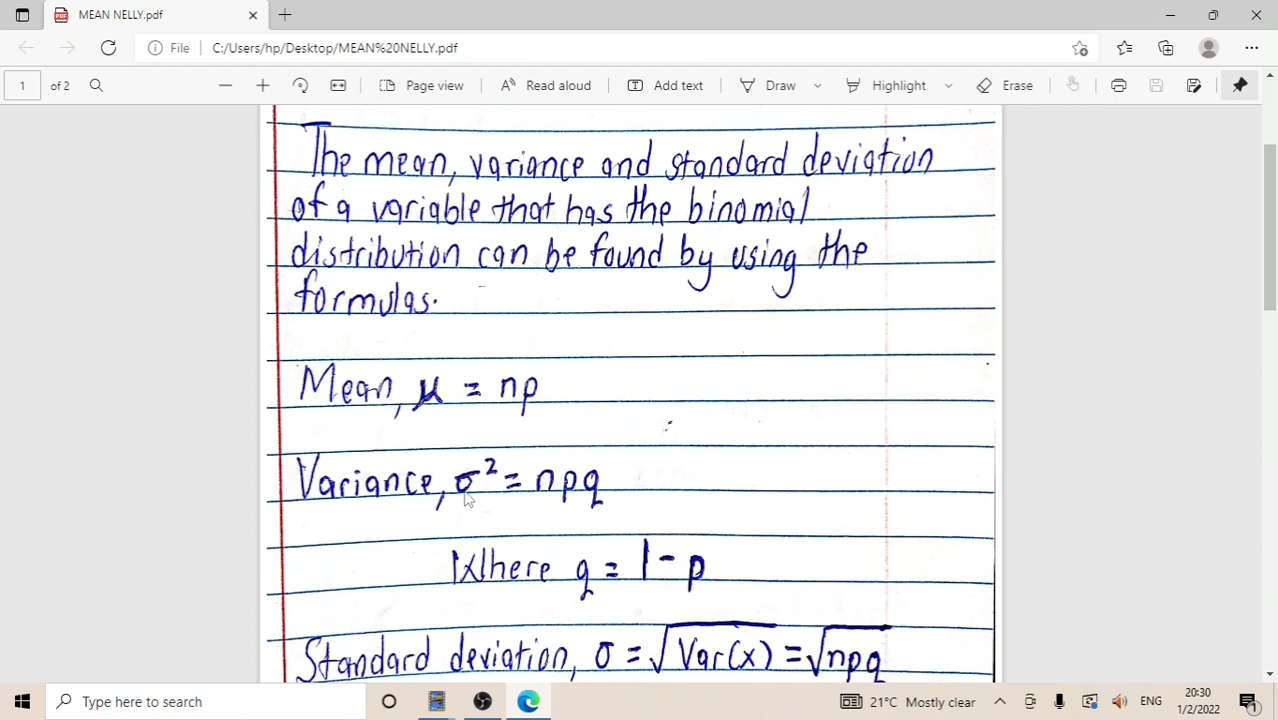 MEAN NELLY.pdf
File C:/Users/hp/Desktop/MEAN%20NELLY.pdf
1 of 2 Page view Read aloud Add text Draw Highlight Erase
The mean, variance and standard deviation
of a variable that has the binomial
distribution can be found by using the
formulas.
Mean, μ = np
Variance, σ² = npq
Where q = 1 - p
Standard deviation, σ = √Var(x) = √npq
Type here to search
21°C Mostly clear ENG 20:30
1/2/2022